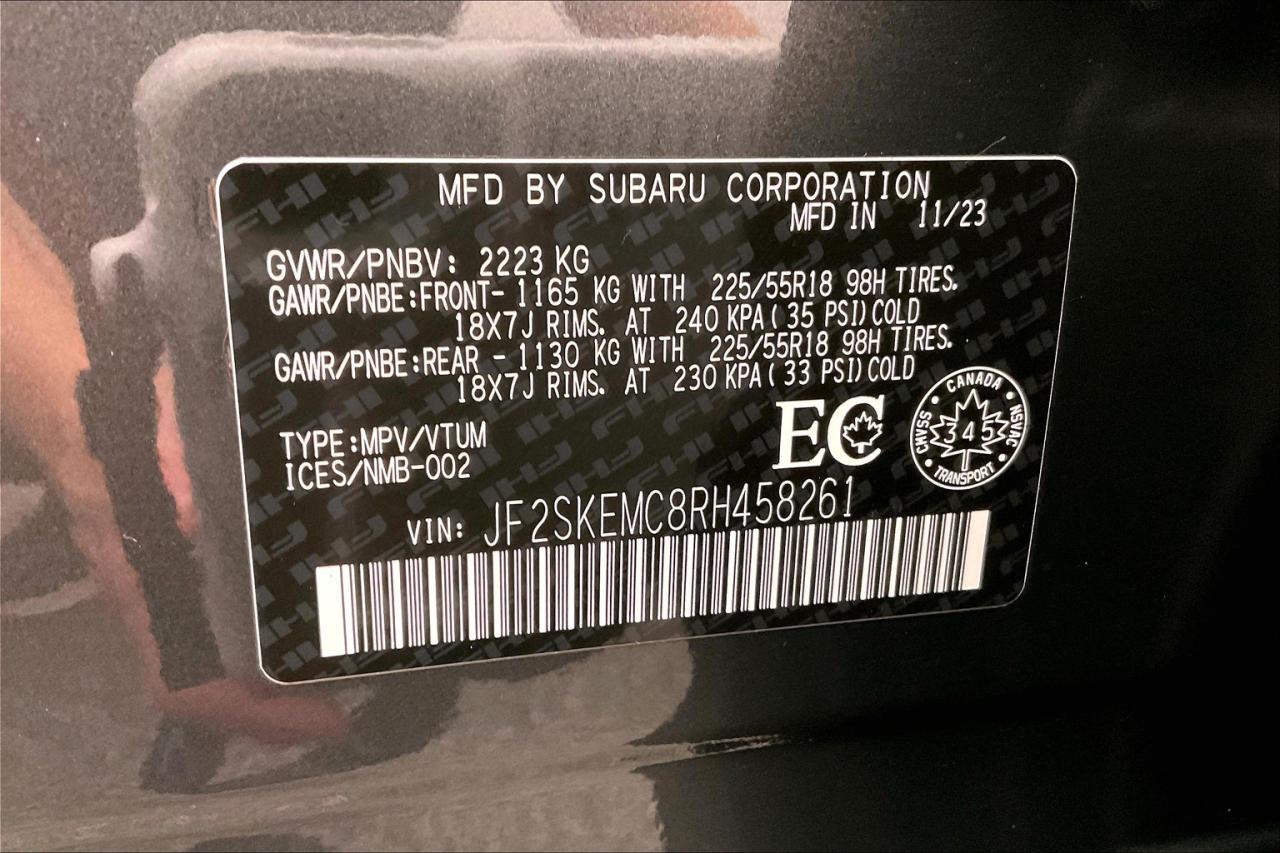 MFD BY SUBARU CORPORATION
MFD IN 11/23
GVWR/PNBV: 2223 KG
GAWR/PNBE:FRONT- 1165 KG WITH 225/55R18 98H TIRES.
18X7J RIMS. AT 240 KPA(35 PSI)COLD
GAWR/PNBE:REAR - 1130 KG WITH 225/55R18 98H TIRES.
18X7J RIMS. AT 230 KPA(33 PSI)COLD
TYPE:MPV/VTUM
ICES/NMB-002
EC
CANADA
CMVSS 345 NSVAC
TRANSPORT
VIN: JF2SKEMC8RH458261